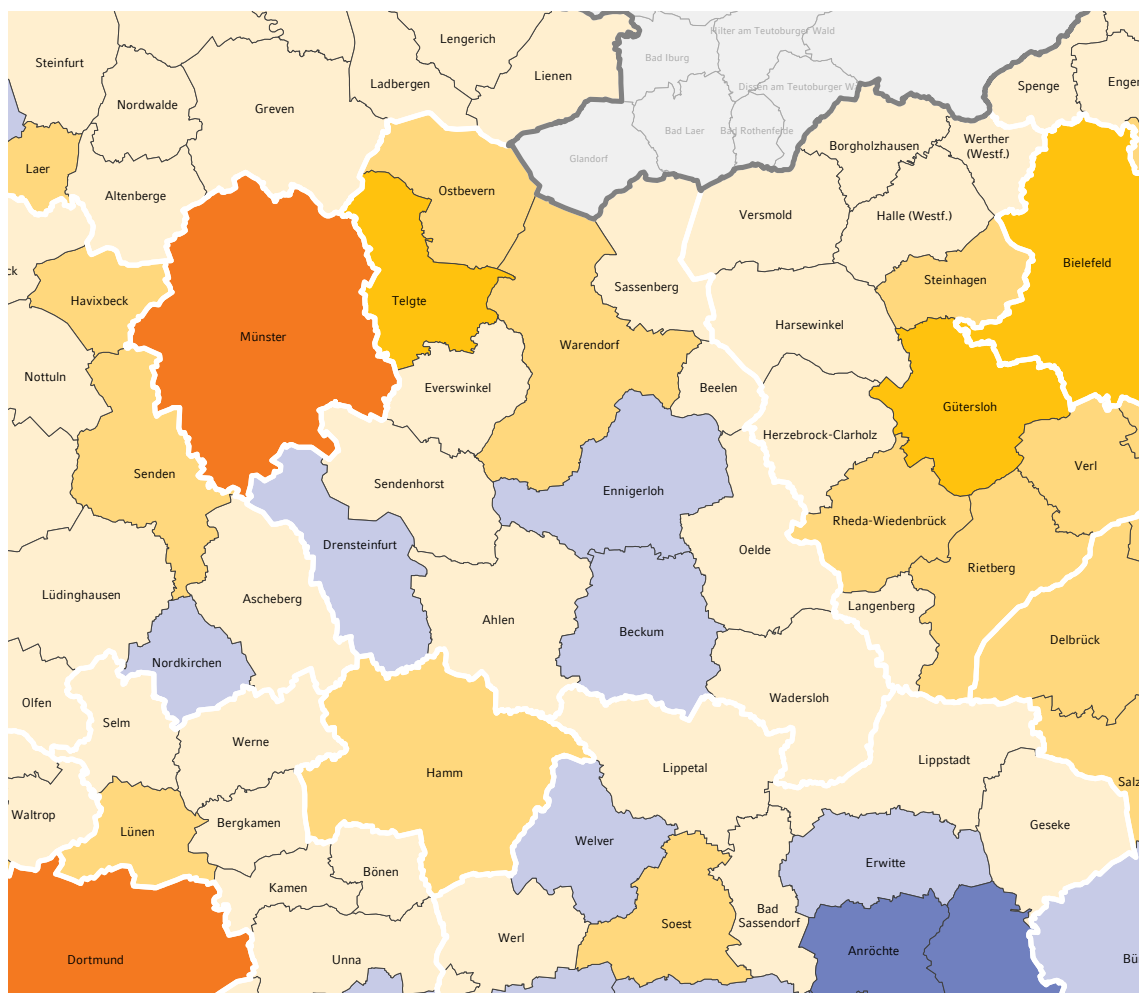 Lengerich
Hilter am Teutoburger Wald
Steinfurt
Bad Iburg
Lienen
Ladbergen
Spenge
Enger
Dissen am Teutoburger W
Nordwalde
Greven
Bad Laer
Bad Rothenfelde
Borgholzhausen
Werther
(Westf.)
Glandorf
Laer
Altenberge
Ostbevern
Versmold
Halle (Westf.)
Bielefeld
ck
Steinhagen
Sassenberg
Havixbeck
Telgte
Harsewinkel
Münster
Warendorf
Nottuln
Everswinkel
Beelen
Gütersloh
Herzebrock-Clarholz
Verl
Senden
Sendenhorst
Ennigerloh
Rheda-Wiedenbrück
Drensteinfurt
Oelde
Rietberg
Lüdinghausen
Ascheberg
Langenberg
Ahlen
Beckum
Delbrück
Nordkirchen
Wadersloh
Olfen
Selm
Werne
Lippstadt
Lippetal
Hamm
Salz
Waltrop
Bergkamen
Geseke
Lünen
Welver
Erwitte
Bönen
Kamen
Bad
Sassendorf
Soest
Werl
Anröchte
Dortmund
Unna
Bü